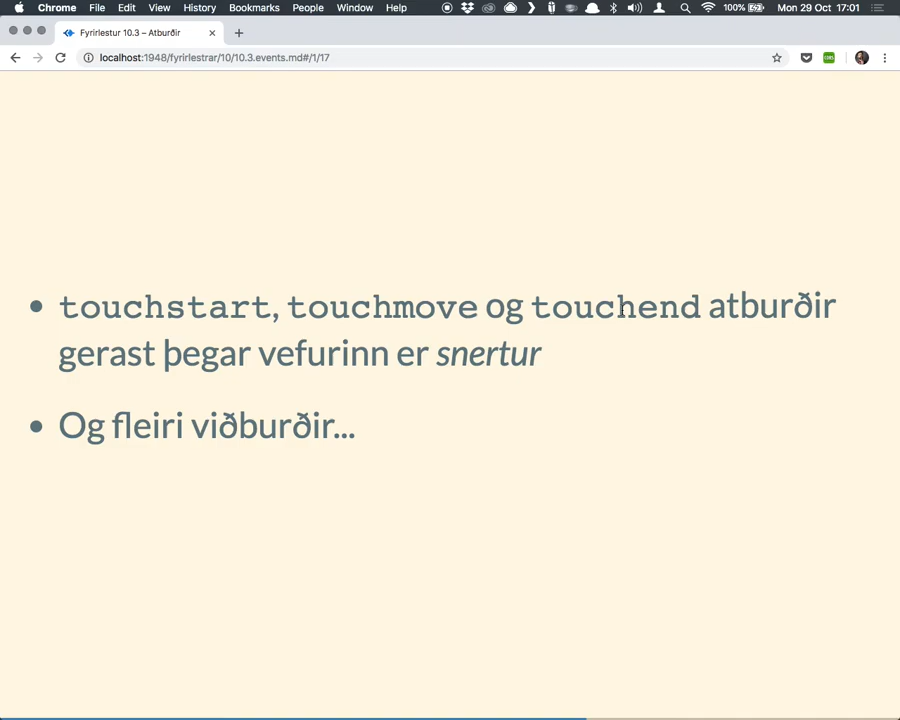 Chrome File Edit View History Bookmarks People Window Help 100% Mon 29 Oct 17:01
Fyrirlestur 10.3 – Atburðir
localhost:1948/fyrirlestrar/10/10.3.events.md#/1/17
touchstart, touchmove og touchend atburðir
gerast þegar vefurinn er snertur
Og fleiri viðburðir...